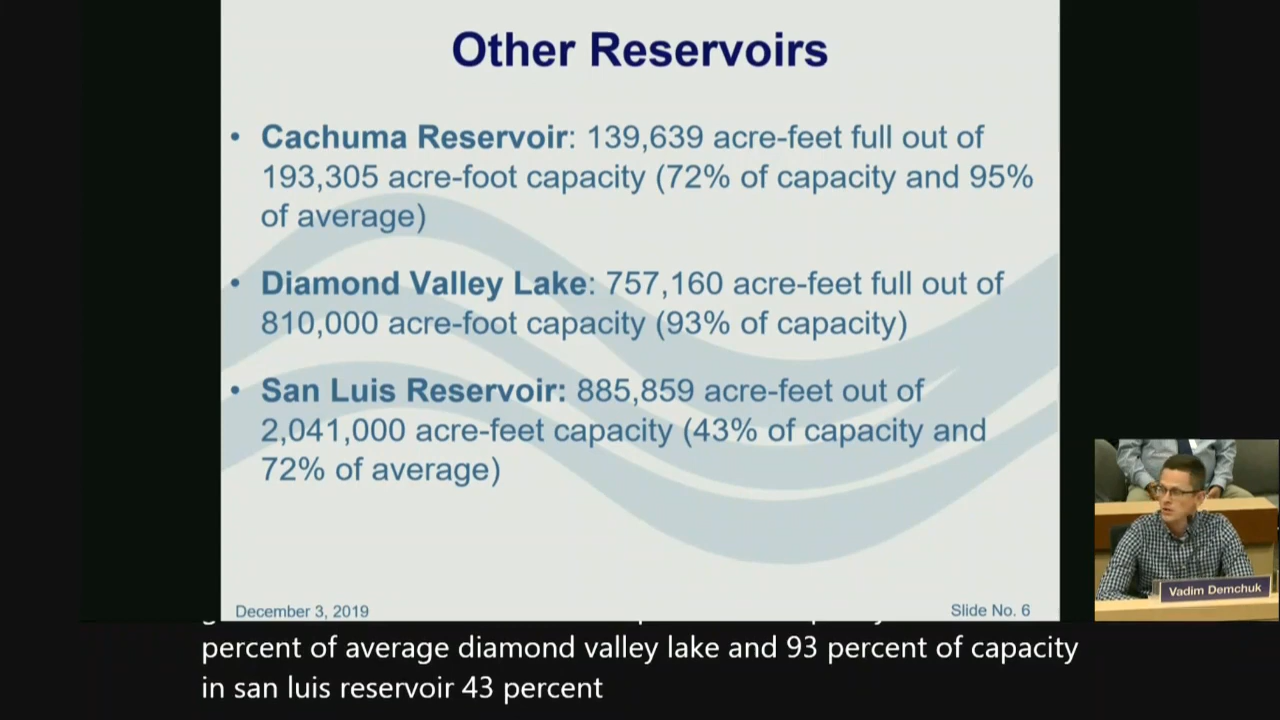 Other Reservoirs
• Cachuma Reservoir: 139,639 acre-feet full out of
193,305 acre-foot capacity (72% of capacity and 95%
of average)
• Diamond Valley Lake: 757,160 acre-feet full out of
810,000 acre-foot capacity (93% of capacity)
• San Luis Reservoir: 885,859 acre-feet out of
2,041,000 acre-feet capacity (43% of capacity and
72% of average)
December 3, 2019
Slide No. 6
Vadim Demchuk
percent of average diamond valley lake and 93 percent of capacity
in san luis reservoir 43 percent